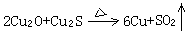 2Cu₂O+Cu₂S —△→ 6Cu+SO₂↑